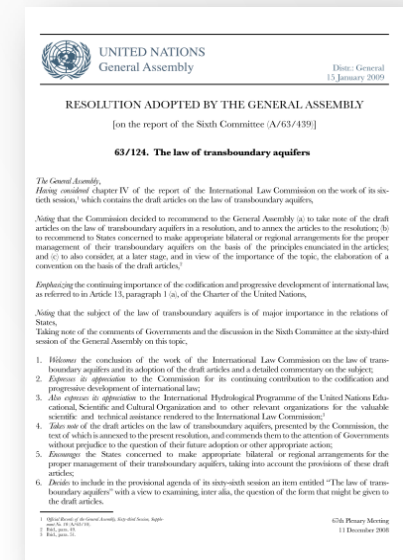 UNITED NATIONS
General Assembly
Distr.: General
15 January 2009
RESOLUTION ADOPTED BY THE GENERAL ASSEMBLY
[on the report of the Sixth Committee (A/63/439)]
63/124. The law of transboundary aquifers
The General Assembly,
Having considered chapter IV of the report of the International Law Commission on the work of its six-
tieth session,¹ which contains the draft articles on the law of transboundary aquifers,
Noting that the Commission decided to recommend to the General Assembly (a) to take note of the draft
articles on the law of transboundary aquifers in a resolution, and to annex the articles to the resolution; (b)
to recommend to States concerned to make appropriate bilateral or regional arrangements for the proper
management of their transboundary aquifers on the basis of the principles enunciated in the articles;
and (c) to also consider, at a later stage, and in view of the importance of the topic, the elaboration of a
convention on the basis of the draft articles,²
Emphasizing the continuing importance of the codification and progressive development of international law,
as referred to in Article 13, paragraph 1 (a), of the Charter of the United Nations,
Noting that the subject of the law of transboundary aquifers is of major importance in the relations of
States,
Taking note of the comments of Governments and the discussion in the Sixth Committee at the sixty-third
session of the General Assembly on this topic,
1. Welcomes the conclusion of the work of the International Law Commission on the law of trans-
boundary aquifers and its adoption of the draft articles and a detailed commentary on the subject;
2. Expresses its appreciation to the Commission for its continuing contribution to the codification and
progressive development of international law;
3. Also expresses its appreciation to the International Hydrological Programme of the United Nations Edu-
cational, Scientific and Cultural Organization and to other relevant organizations for the valuable
scientific and technical assistance rendered to the International Law Commission;³
4. Takes note of the draft articles on the law of transboundary aquifers, presented by the Commission, the
text of which is annexed to the present resolution, and commends them to the attention of Governments
without prejudice to the question of their future adoption or other appropriate action;
5. Encourages the States concerned to make appropriate bilateral or regional arrangements for the
proper management of their transboundary aquifers, taking into account the provisions of these
draft articles;
6. Decides to include in the provisional agenda of its sixty-sixth session an item entitled “The law of trans-
boundary aquifers” with a view to examining, inter alia, the question of the form that might be given to
the draft articles.
1 Official Records of the General Assembly, Sixty-third Session, Supple-
ment No. 10 (A/63/10).
2 Ibid., para. 49.
3 Ibid., para. 51.
67th Plenary Meeting
11 December 2008